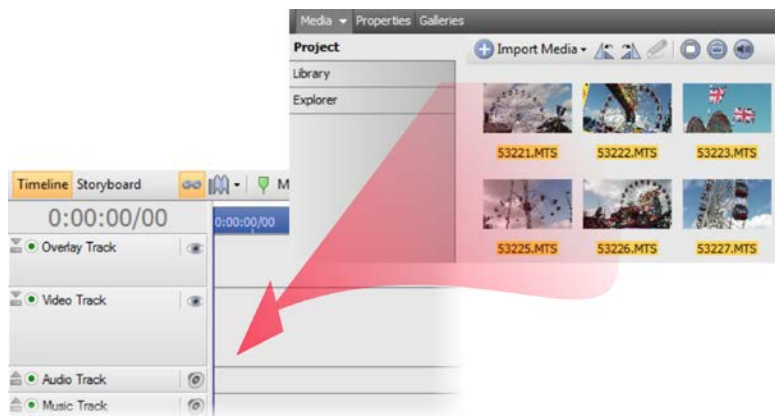 Media Properties Galleries
Project
Import Media
Library
Explorer
53221.MTS 53222.MTS 53223.MTS
53225.MTS 53226.MTS 53227.MTS
Timeline Storyboard M
0:00:00/00 0:00:00/00
Overlay Track
Video Track
Audio Track
Music Track